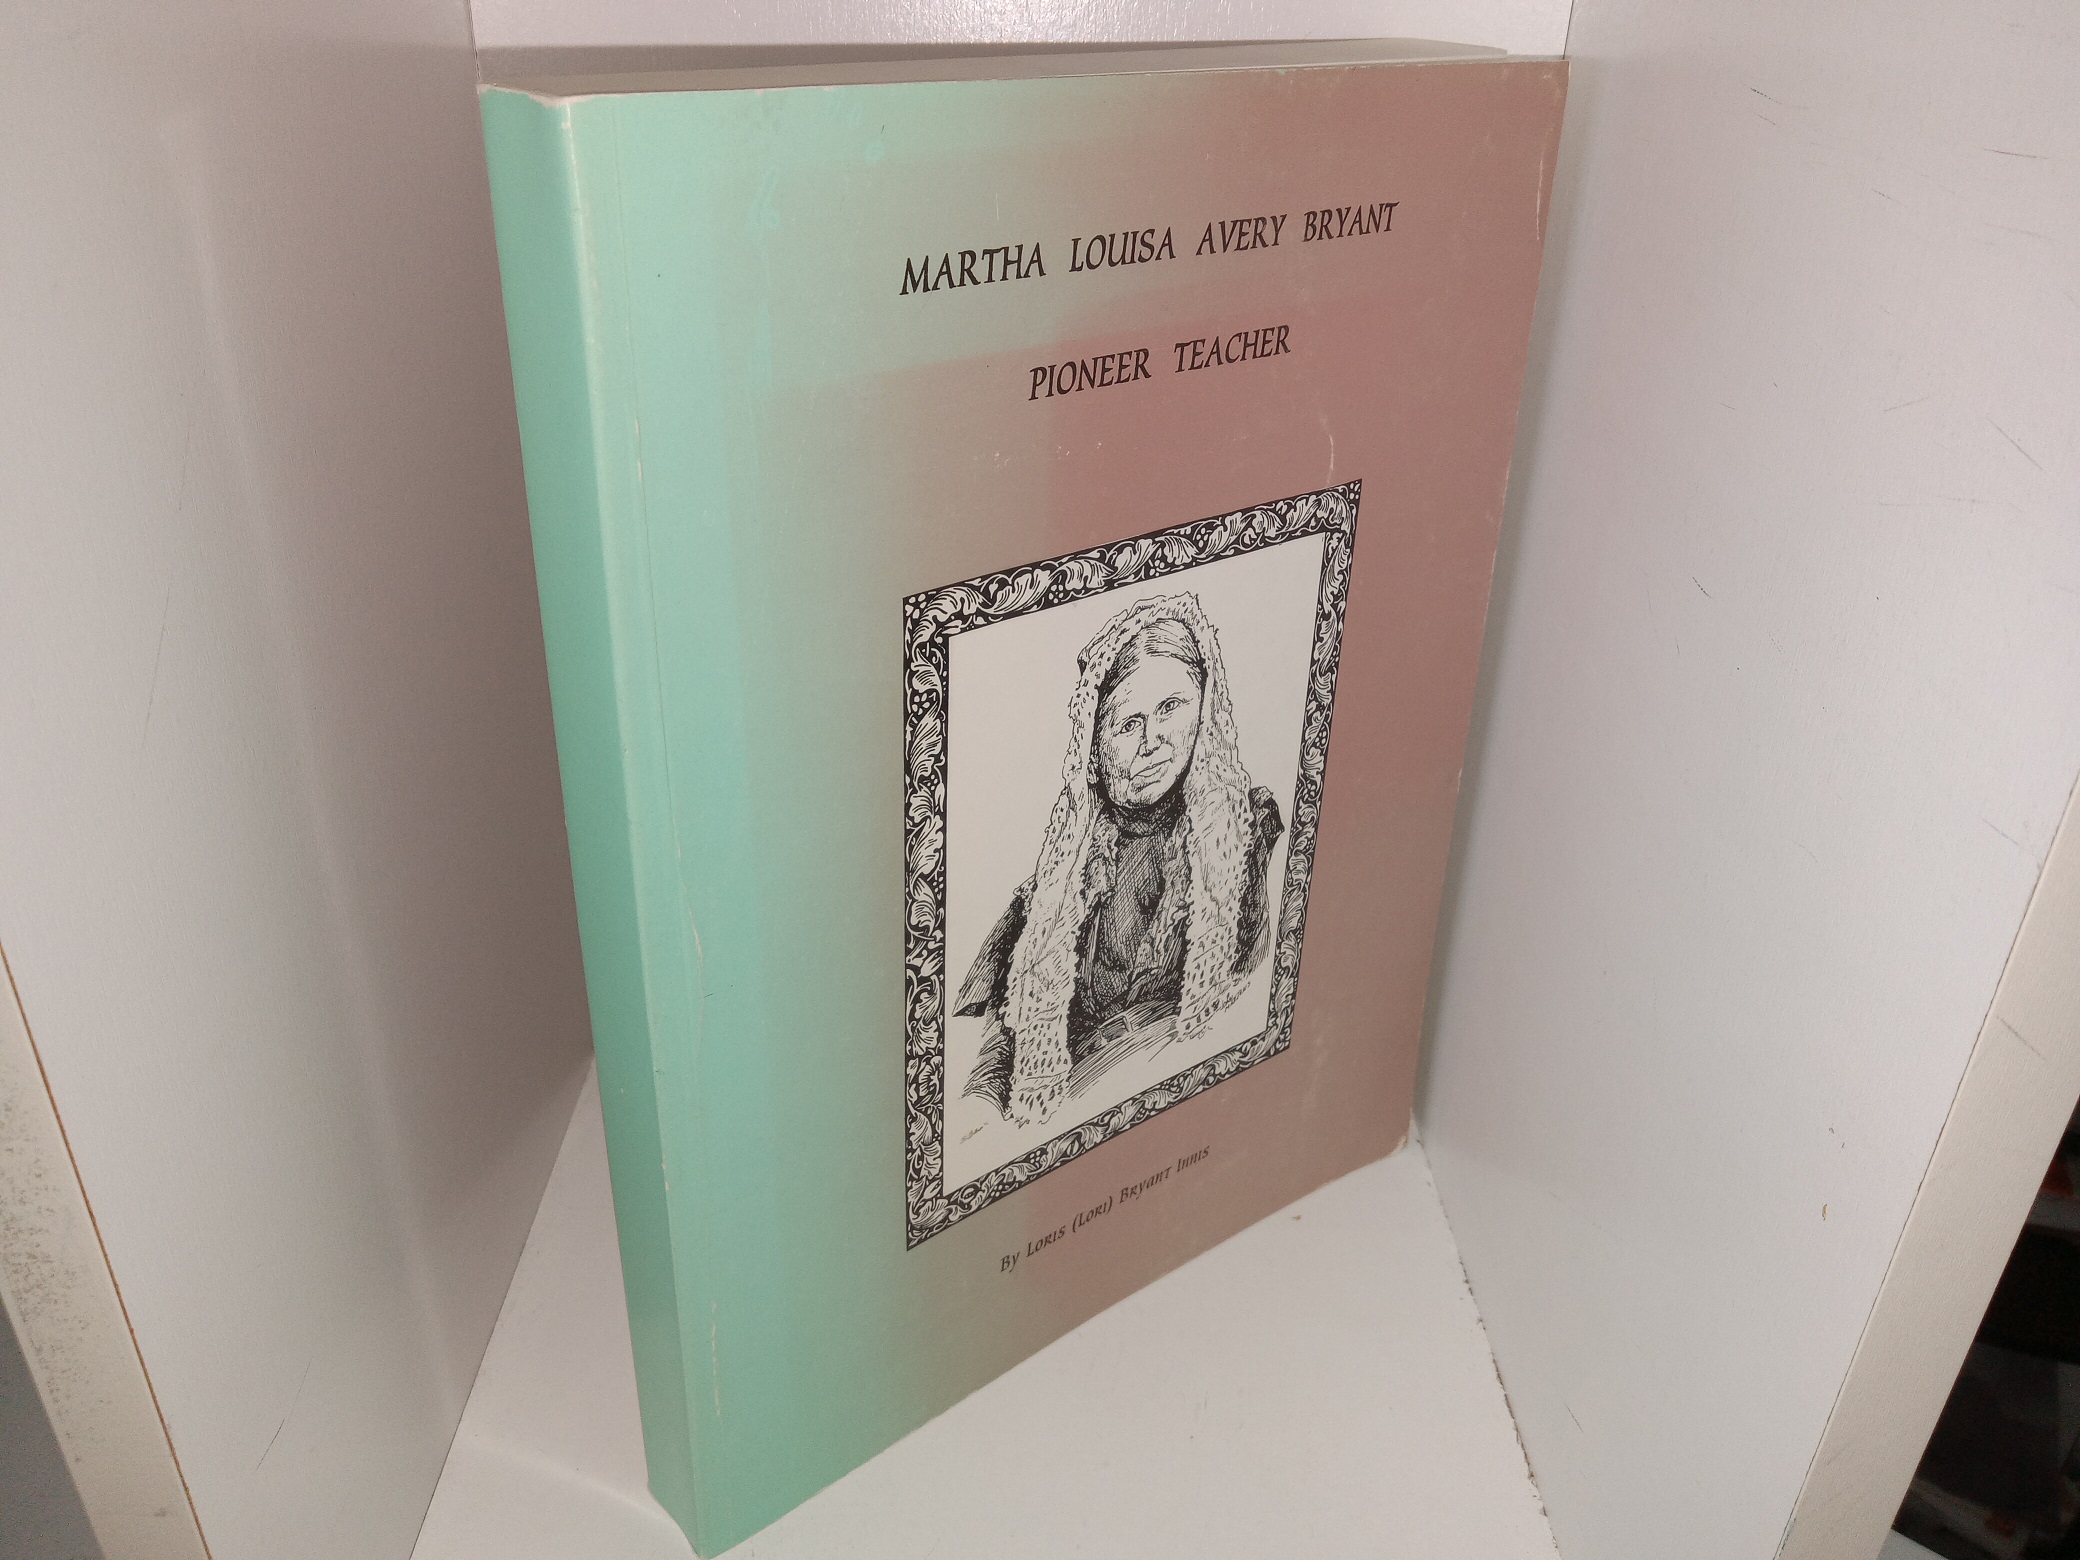 MARTHA LOUISA AVERY BRYANT
PIONEER TEACHER
By Loris (Lori) Bryant Innis